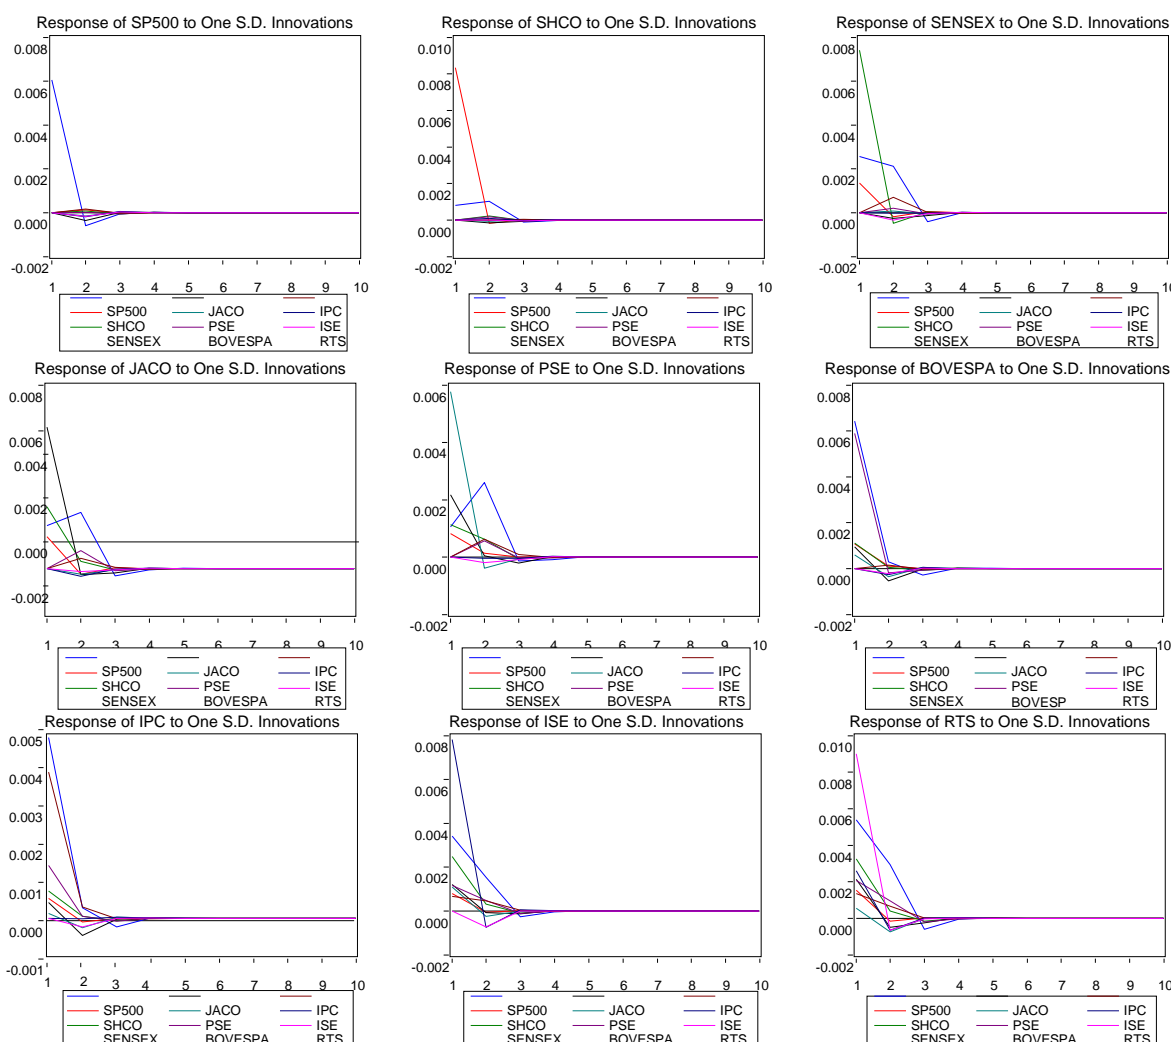 Response of SP500 to One S.D. Innovations
0.008
0.006
0.004
0.002
0.000
-0.002
1 2 3 4 5 6 7 8 9 10
SP500 JACO IPC
SHCO PSE ISE
SENSEX BOVESPA RTS
Response of SHCO to One S.D. Innovations
0.010
0.008
0.006
0.004
0.002
0.000
-0.002
1 2 3 4 5 6 7 8 9 10
SP500 JACO IPC
SHCO PSE ISE
SENSEX BOVESPA RTS
Response of SENSEX to One S.D. Innovations
0.008
0.006
0.004
0.002
0.000
-0.002
1 2 3 4 5 6 7 8 9 10
SP500 JACO IPC
SHCO PSE ISE
SENSEX BOVESPA RTS
Response of JACO to One S.D. Innovations
0.008
0.006
0.004
0.002
0.000
-0.002
1 2 3 4 5 6 7 8 9 10
SP500 JACO IPC
SHCO PSE ISE
SENSEX BOVESPA RTS
Response of PSE to One S.D. Innovations
0.006
0.004
0.002
0.000
-0.002
1 2 3 4 5 6 7 8 9 10
SP500 JACO IPC
SHCO PSE ISE
SENSEX BOVESPA RTS
Response of BOVESPA to One S.D. Innovations
0.008
0.006
0.004
0.002
0.000
-0.002
1 2 3 4 5 6 7 8 9 10
SP500 JACO IPC
SHCO PSE ISE
SENSEX BOVESP RTS
Response of IPC to One S.D. Innovations
0.005
0.004
0.003
0.002
0.001
0.000
-0.001
1 2 3 4 5 6 7 8 9 10
SP500 JACO IPC
SHCO PSE ISE
SENSEX BOVESPA RTS
Response of ISE to One S.D. Innovations
0.008
0.006
0.004
0.002
0.000
-0.002
1 2 3 4 5 6 7 8 9 10
SP500 JACO IPC
SHCO PSE ISE
SENSEX BOVESPA RTS
Response of RTS to One S.D. Innovations
0.010
0.008
0.006
0.004
0.002
0.000
-0.002
1 2 3 4 5 6 7 8 9 10
SP500 JACO IPC
SHCO PSE ISE
SENSEX BOVESPA RTS